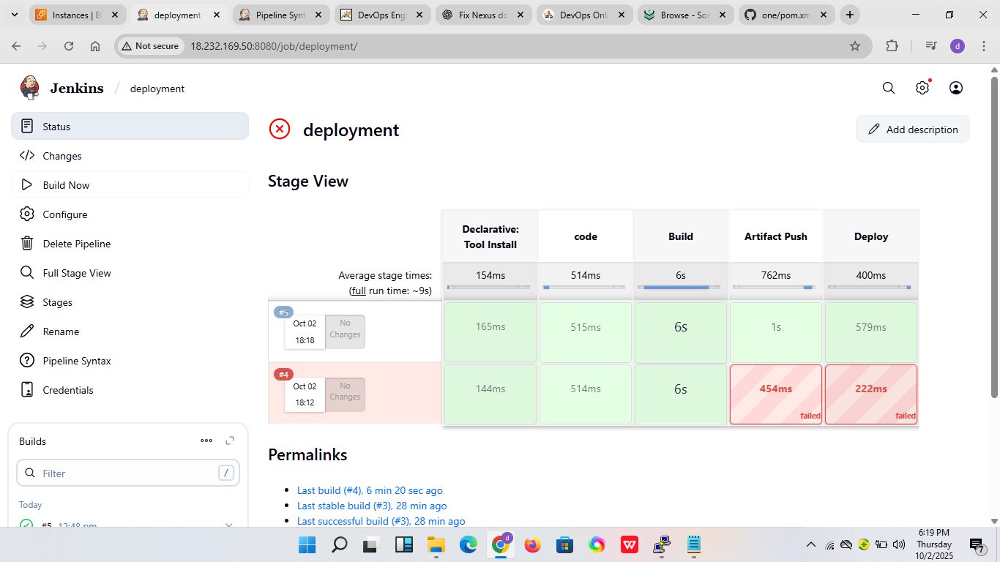 deployment
Pipeline Synt
DevOps Engi
Fix Nexus do
DevOps Onli
Browse - Son
one/pom.xm
Not secure
18.232.169.50:8080/job/deployment/
d
Jenkins
/
deployment
Status
Changes
Build Now
Configure
Delete Pipeline
Full Stage View
Stages
Rename
Pipeline Syntax
Credentials
Builds
Filter
/
Today
#5 12:48 pm
deployment
Add description
Stage View
Declarative:
Tool Install
code
Build
Artifact Push
Deploy
Average stage times:
(full run time: ~9s)
154ms
514ms
6s
762ms
400ms
#5
Oct 02
18:18
No
Changes
165ms
515ms
6s
1s
579ms
#4
Oct 02
18:12
No
Changes
144ms
514ms
6s
454ms
failed
222ms
failed
Permalinks
Last build (#4), 6 min 20 sec ago
Last stable build (#3), 28 min ago
Last successful build (#3), 28 min ago
6:19 PM
Thursday
10/2/2025
7